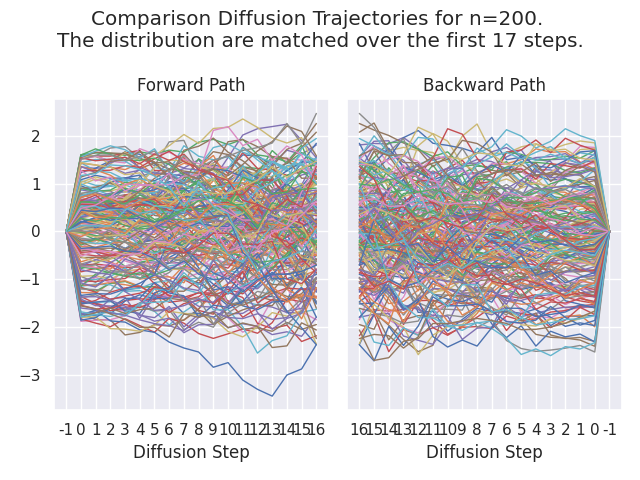 Comparison Diffusion Trajectories for n=200.
The distribution are matched over the first 17 steps.
Forward Path
Backward Path
2
1
0
−1
−2
−3
-1 0 1 2 3 4 5 6 7 8 9 10 11 12 13 14 15 16
16 15 14 13 12 11 10 9 8 7 6 5 4 3 2 1 0 -1
Diffusion Step
Diffusion Step